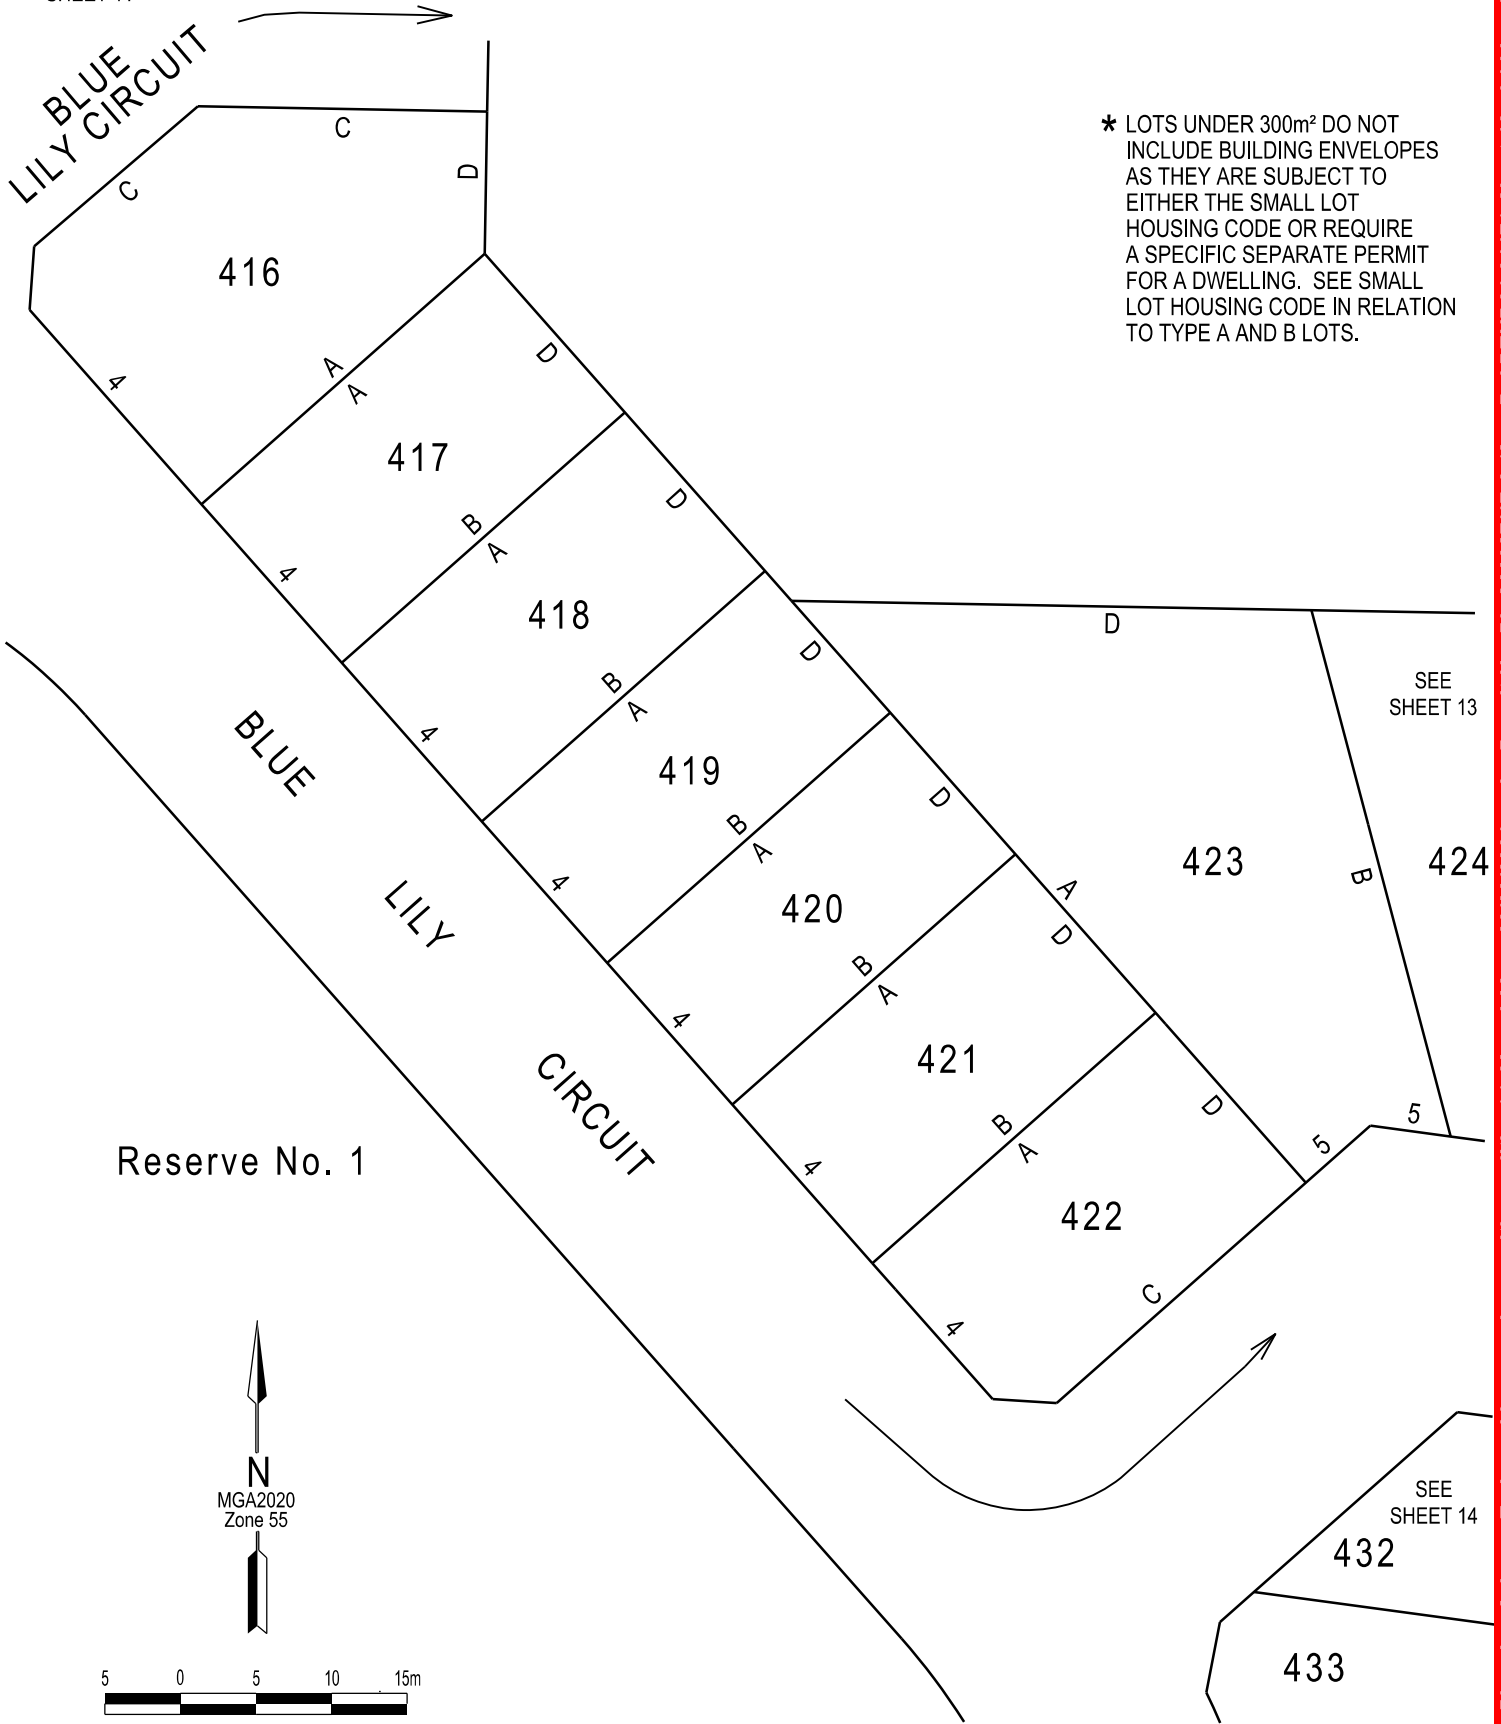 BLUE
LILY CIRCUIT
C
C
D
* LOTS UNDER 300m² DO NOT
INCLUDE BUILDING ENVELOPES
AS THEY ARE SUBJECT TO
EITHER THE SMALL LOT
HOUSING CODE OR REQUIRE
A SPECIFIC SEPARATE PERMIT
FOR A DWELLING. SEE SMALL
LOT HOUSING CODE IN RELATION
TO TYPE A AND B LOTS.
416
4
A
A
D
417
4
B
A
D
418
4
B
A
D
419
4
B
A
D
420
4
B
A
A
D
421
4
B
A
D
422
4
C
D
423
B
5
5
SEE
SHEET 13
424
BLUE
LILY
CIRCUIT
Reserve No. 1
N
MGA2020
Zone 55
5 0 5 10 15m
SEE
SHEET 14
432
433